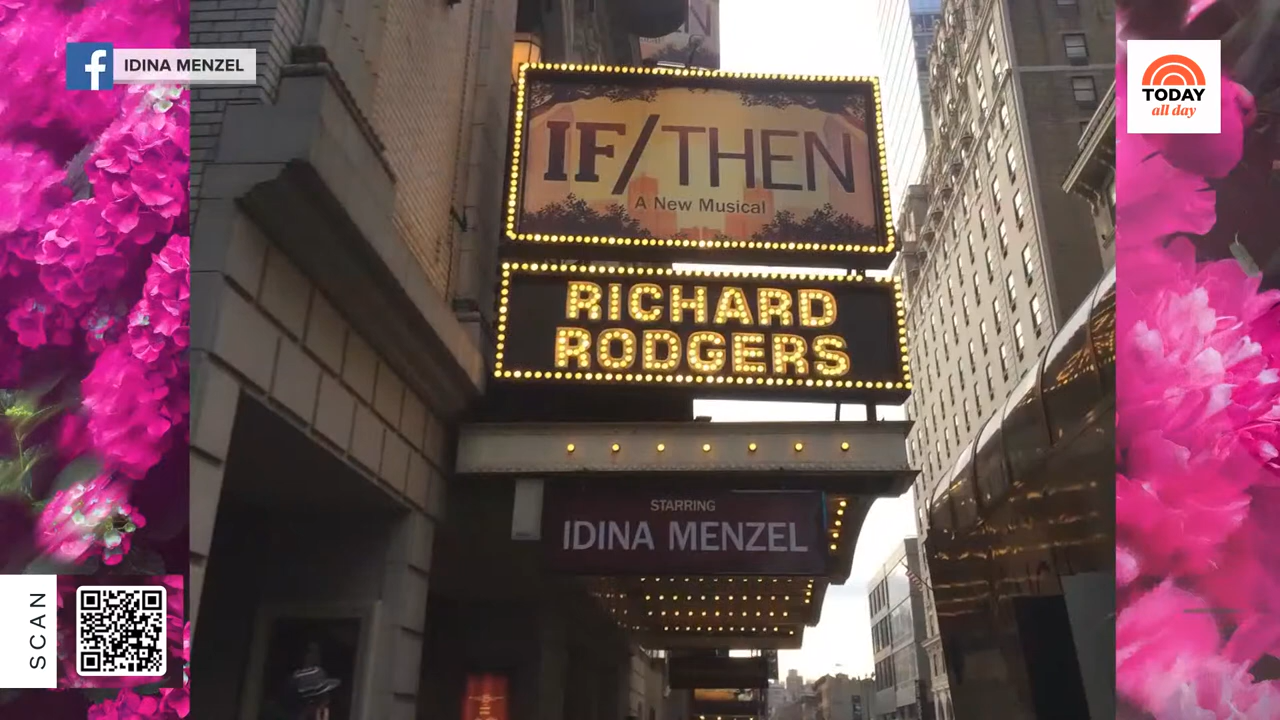 IDINA MENZEL
TODAY
all day
IF/THEN
A New Musical
RICHARD
RODGERS
STARRING
IDINA MENZEL
SCAN